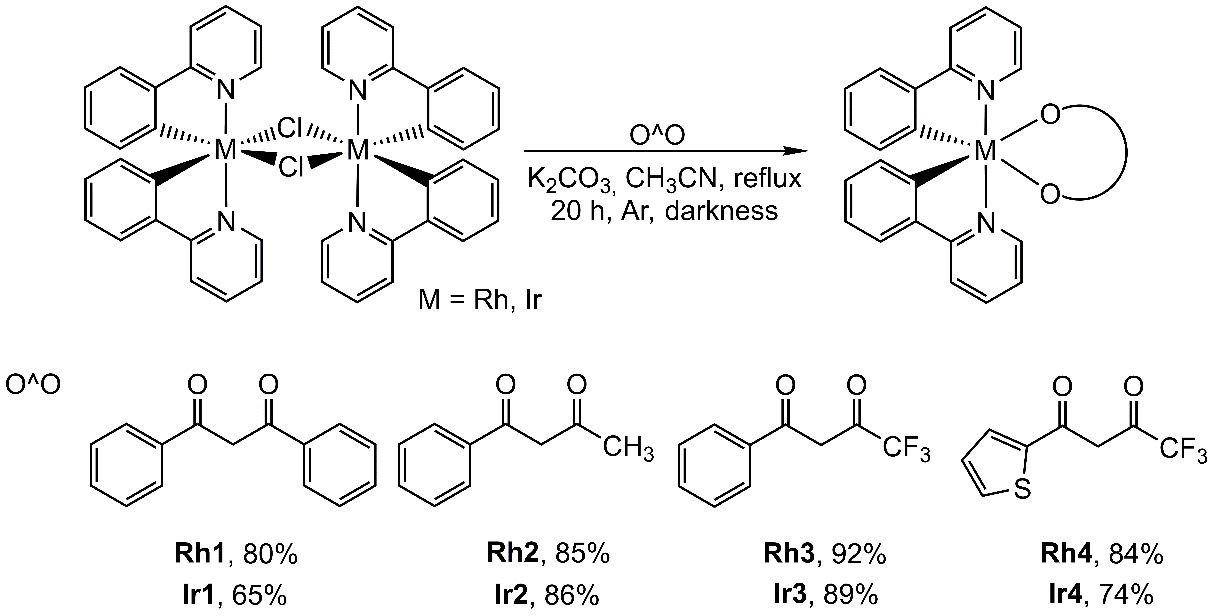 N N N
Cl O
M M O^O M
Cl K₂CO₃, CH₃CN, reflux O
N N 20 h, Ar, darkness N
M = Rh, Ir
O^O O O O O O O O O
CH₃ CF₃ CF₃
S
Rh1, 80% Rh2, 85% Rh3, 92% Rh4, 84%
Ir1, 65% Ir2, 86% Ir3, 89% Ir4, 74%